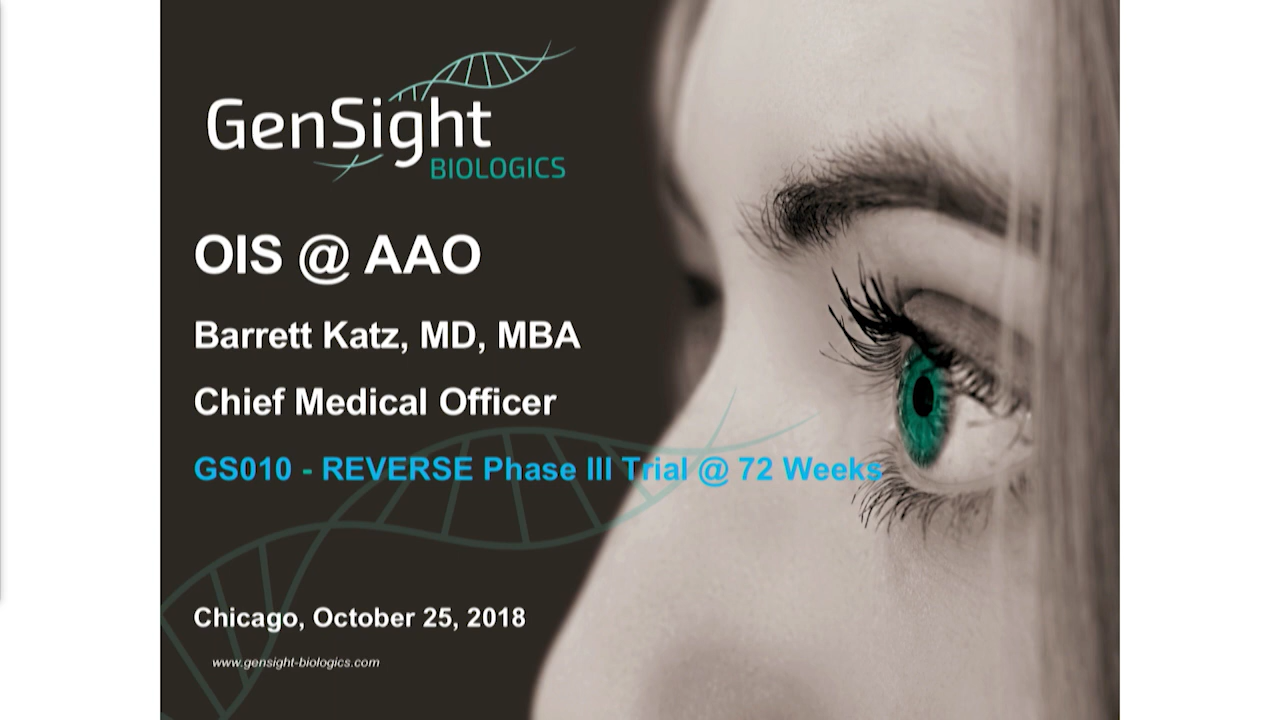 GenSight
BIOLOGICS
OIS @ AAO
Barrett Katz, MD, MBA
Chief Medical Officer
GS010 - REVERSE Phase III Trial @ 72 Weeks
Chicago, October 25, 2018
www.gensight-biologics.com